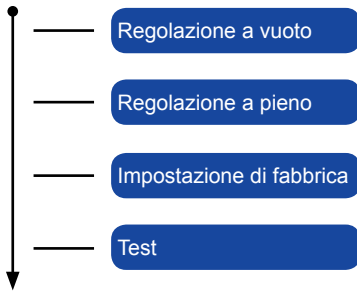 Regolazione a vuoto
Regolazione a pieno
Impostazione di fabbrica
Test